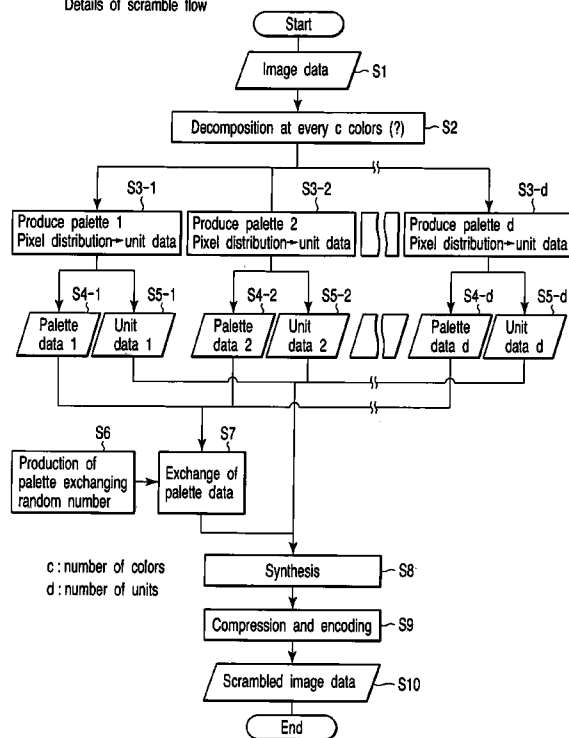 Details of scramble flow
Start
Image data
S1
Decomposition at every c colors (?)
S2
S3-1
S3-2
S3-d
Produce palette 1
Pixel distribution→unit data
Produce palette 2
Pixel distribution→unit data
Produce palette d
Pixel distribution→unit data
S4-1
S5-1
S4-2
S5-2
S4-d
S5-d
Palette
data 1
Unit
data 1
Palette
data 2
Unit
data 2
Palette
data d
Unit
data d
S6
S7
Production of
palette exchanging
random number
Exchange of
palette data
c : number of colors
d : number of units
Synthesis
S8
Compression and encoding
S9
Scrambled image data
S10
End